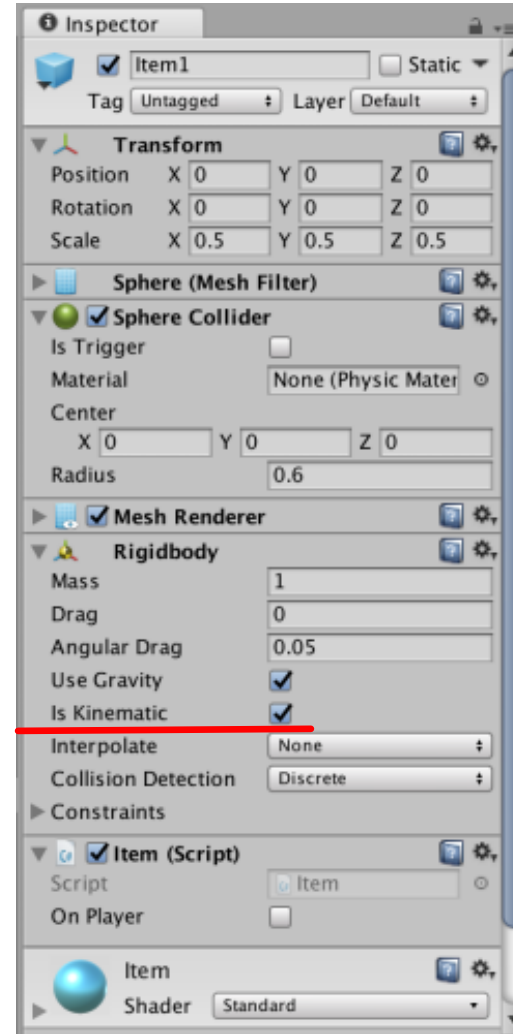 Inspector
Item1 Static
Tag Untagged Layer Default
Transform
Position X 0 Y 0 Z 0
Rotation X 0 Y 0 Z 0
Scale X 0.5 Y 0.5 Z 0.5
Sphere (Mesh Filter)
Sphere Collider
Is Trigger
Material None (Physic Mater
Center
X 0 Y 0 Z 0
Radius 0.6
Mesh Renderer
Rigidbody
Mass 1
Drag 0
Angular Drag 0.05
Use Gravity
Is Kinematic
Interpolate None
Collision Detection Discrete
Constraints
Item (Script)
Script Item
On Player
Item
Shader Standard